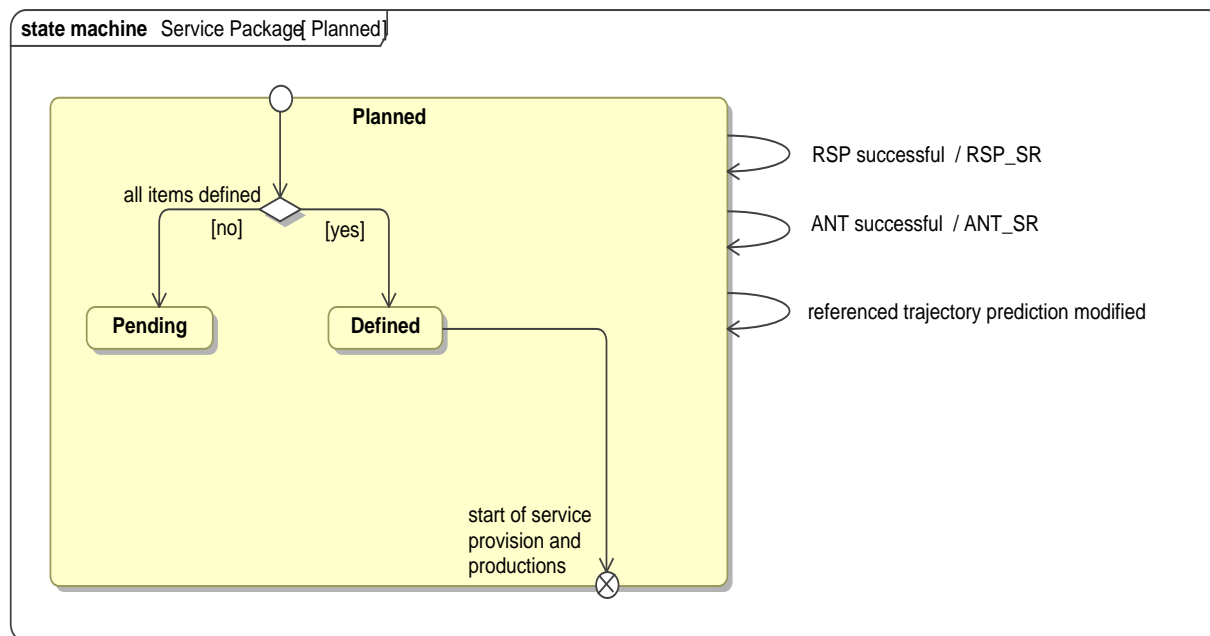 state machine Service Package[ Planned]
Planned
RSP successful / RSP_SR
all items defined
[no] [yes]
ANT successful / ANT_SR
Pending
Defined
referenced trajectory prediction modified
start of service
provision and
productions